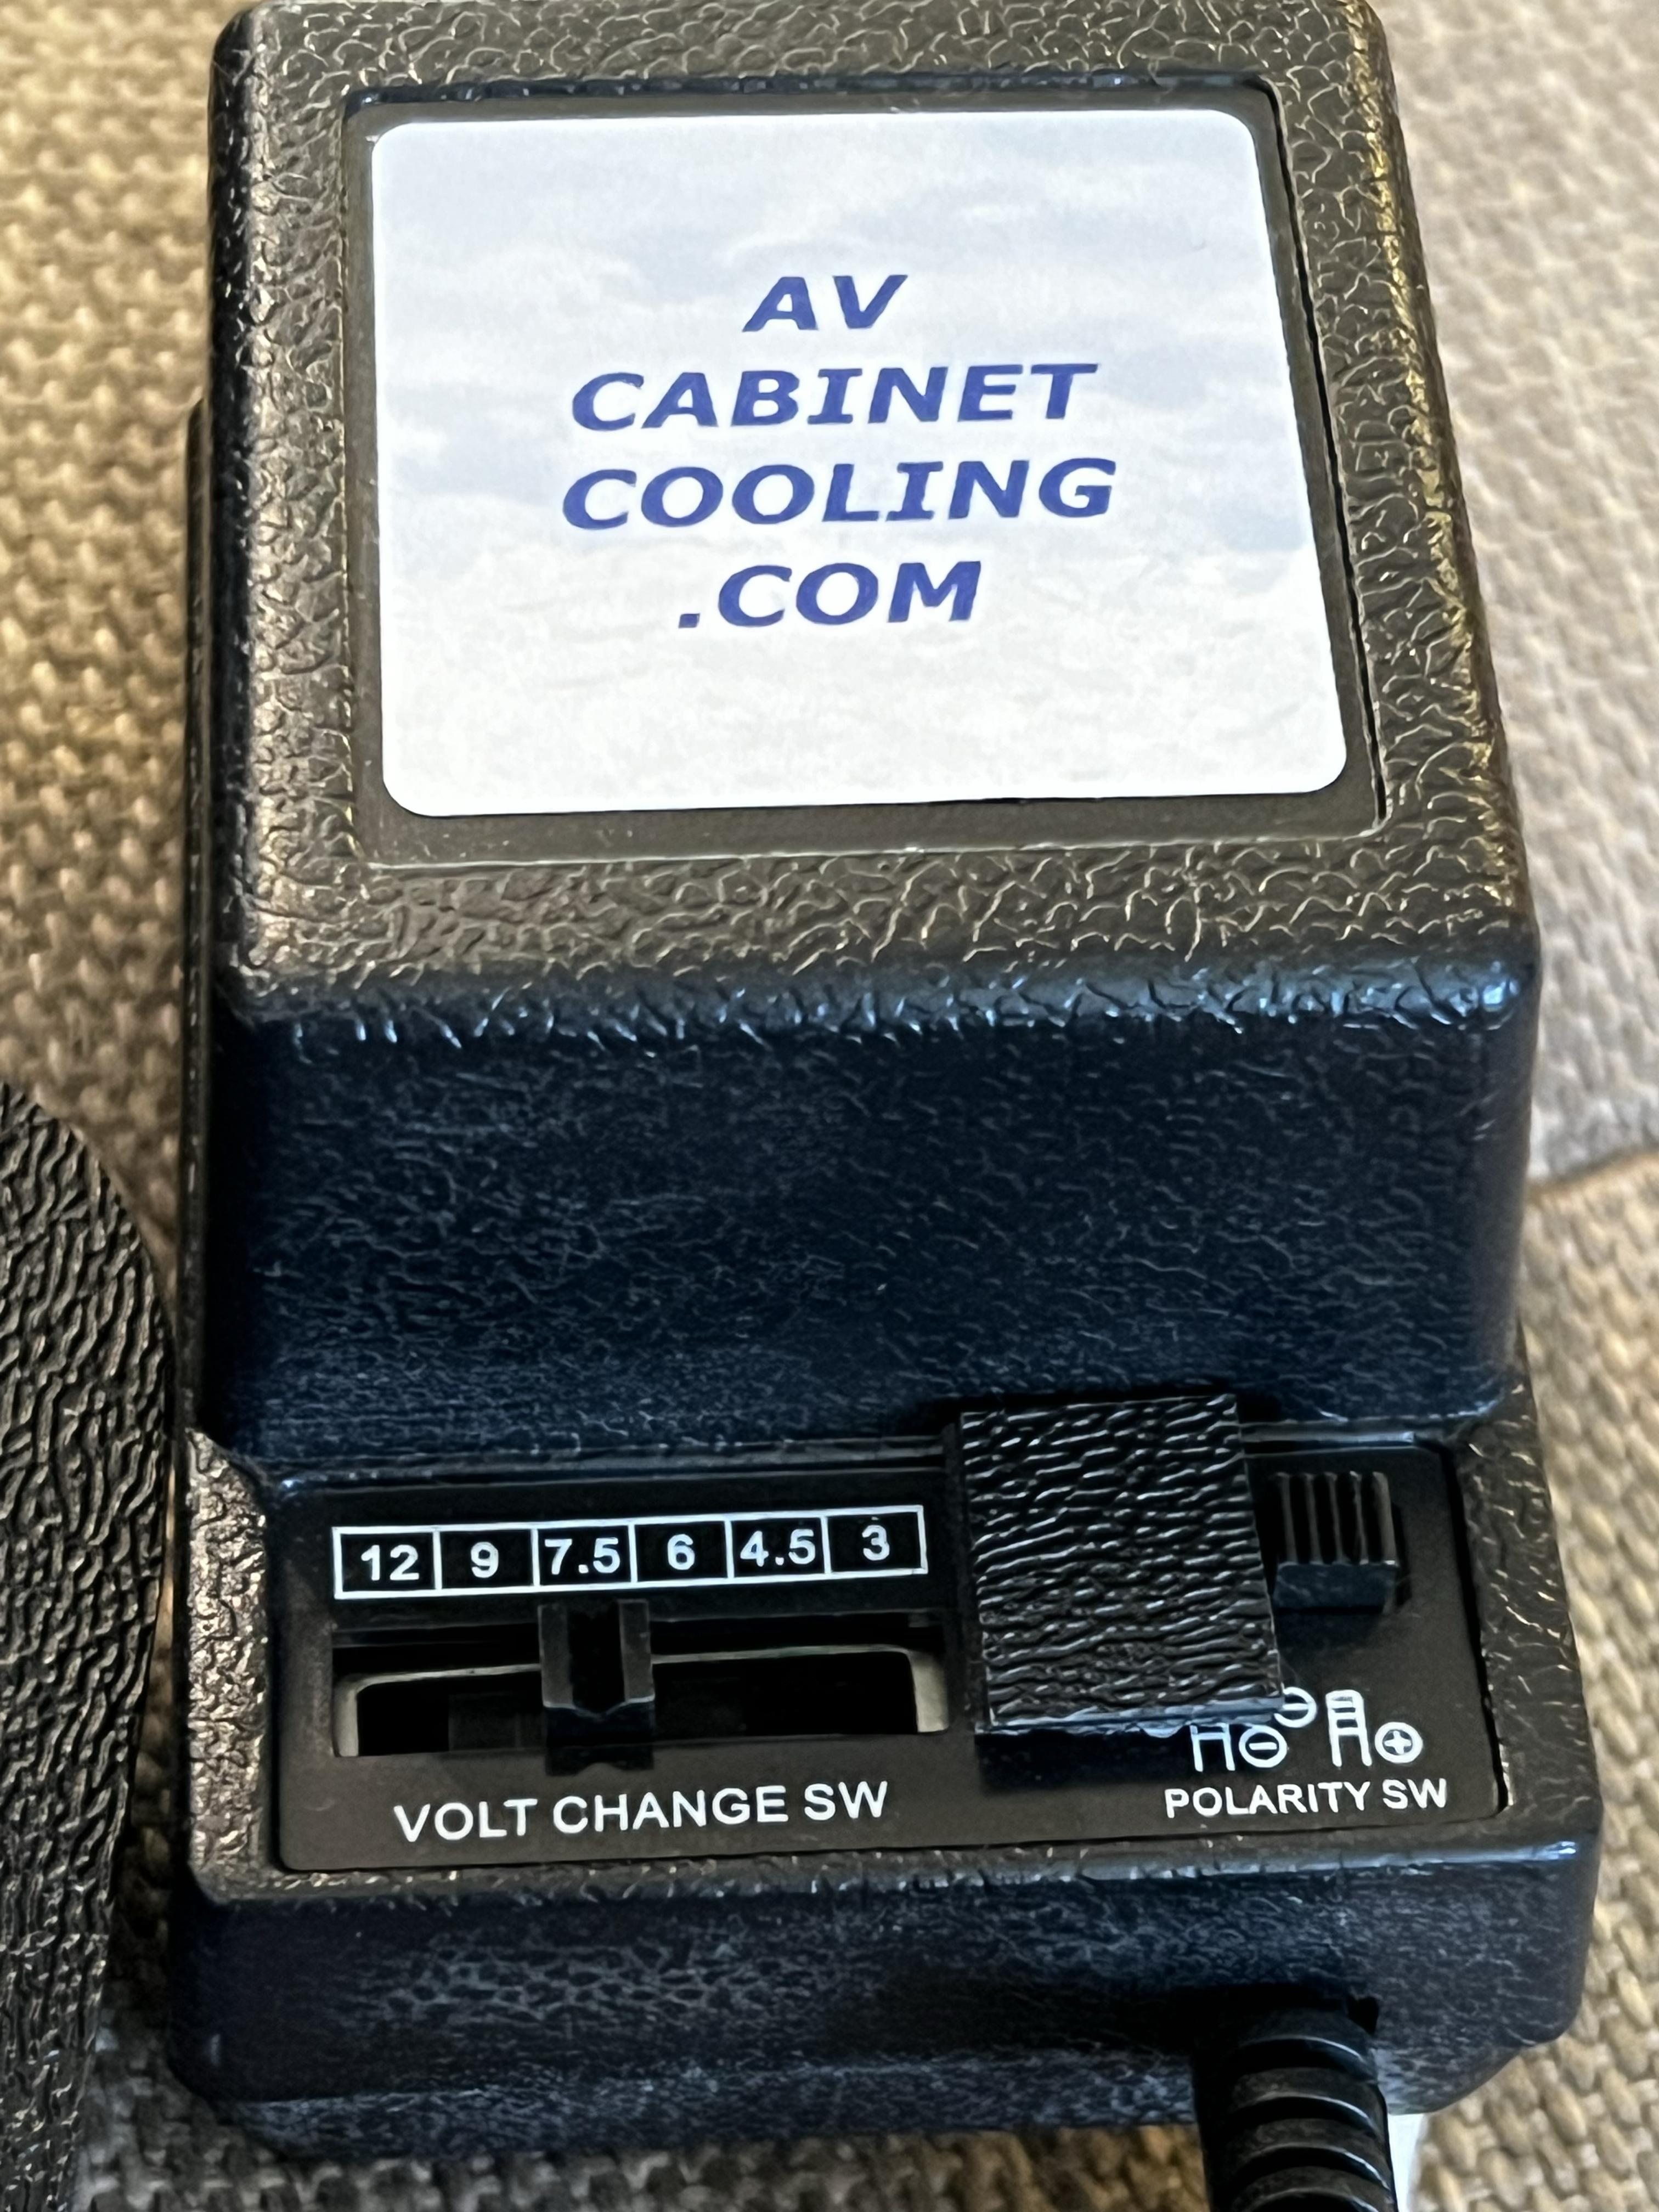 AV
CABINET
COOLING
.COM
12 9 7.5 6 4.5 3
VOLT CHANGE SW
POLARITY SW